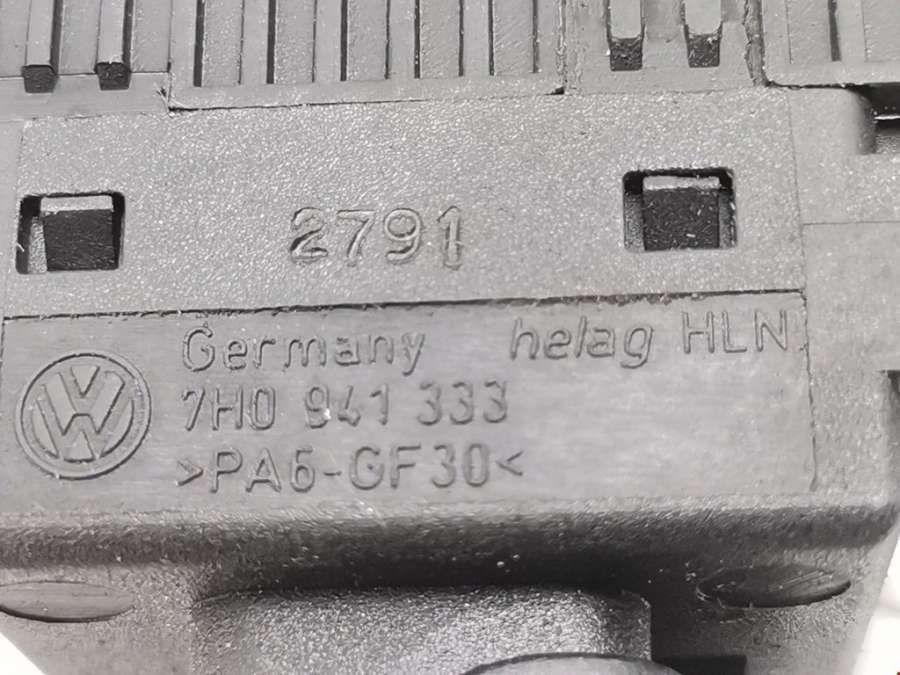 2791
Germany helag HLN
7H0 941 333
>PA6-GF30<